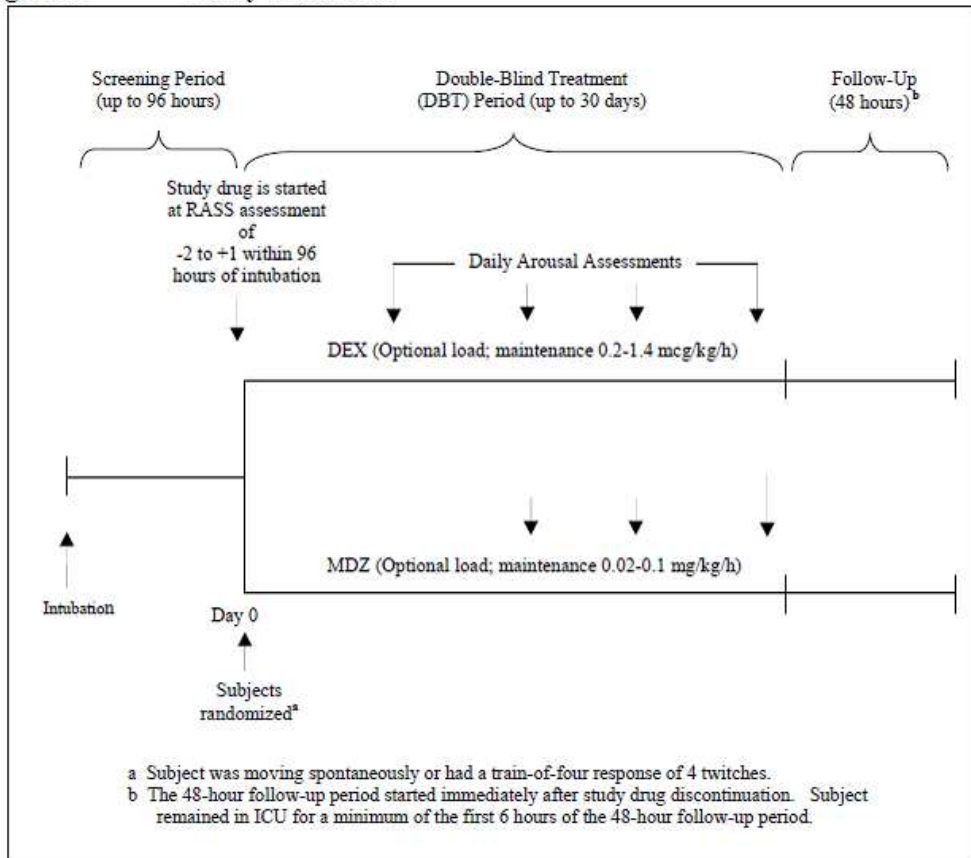 Screening Period
(up to 96 hours)
Double-Blind Treatment
(DBT) Period (up to 30 days)
Follow-Up
(48 hours) b
Study drug is started
at RASS assessment
of
-2 to +1 within 96
hours of intubation
Daily Arousal Assessments
DEX (Optional load; maintenance 0.2-1.4 mcg/kg/h)
MDZ (Optional load; maintenance 0.02-0.1 mg/kg/h)
Intubation
Day 0
Subjects
randomized a
a Subject was moving spontaneously or had a train-of-four response of 4 twitches.
b The 48-hour follow-up period started immediately after study drug discontinuation. Subject
remained in ICU for a minimum of the first 6 hours of the 48-hour follow-up period.